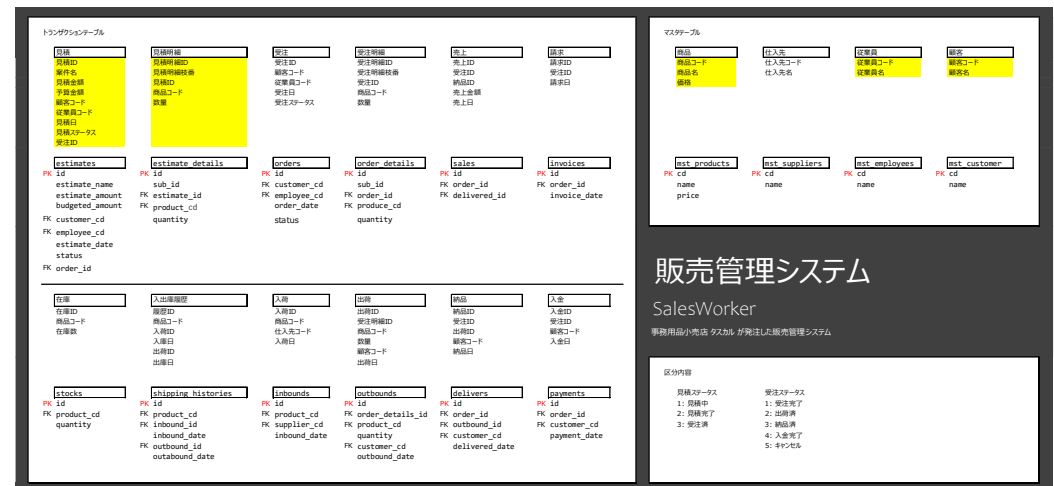 トランザクションテーブル
見積
見積ID
案件名
見積金額
予算金額
顧客コード
従業員コード
見積日
見積ステータス
受注ID
見積明細
見積明細ID
見積明細枝番
見積ID
商品コード
数量
受注
受注ID
顧客コード
従業員コード
受注日
受注ステータス
受注明細
受注明細ID
受注明細枝番
受注ID
商品コード
数量
売上
売上ID
受注ID
納品ID
売上金額
売上日
請求
請求ID
受注ID
請求日
estimates
PK id
estimate_name
estimate_amount
budgeted_amount
FK customer_cd
FK employee_cd
estimate_date
status
FK order_id
estimate_details
PK id
sub_id
FK estimate_id
FK product_cd
quantity
orders
PK id
FK customer_cd
FK employee_cd
order_date
status
order_details
PK id
sub_id
FK order_id
FK produce_cd
quantity
sales
PK id
FK order_id
FK delivered_id
invoices
PK id
FK order_id
invoice_date
在庫
在庫ID
商品コード
在庫数
入出庫履歴
履歴ID
商品コード
入荷ID
入庫日
出荷ID
出庫日
入荷
入荷ID
商品コード
仕入先コード
入荷日
出荷
出荷ID
受注明細ID
商品コード
数量
顧客コード
出荷日
納品
納品ID
受注ID
出荷ID
顧客コード
納品日
入金
入金ID
受注ID
顧客コード
入金日
stocks
PK id
FK product_cd
quantity
shipping_histories
PK id
FK product_cd
FK inbound_id
inbound_date
FK outbound_id
outabound_date
inbounds
PK id
FK product_cd
FK supplier_cd
inbound_date
outbounds
PK id
FK order_details_id
FK product_cd
quantity
FK customer_cd
outbound_date
delivers
PK id
FK order_id
FK outbound_id
FK customer_cd
delivered_date
payments
PK id
FK order_id
FK customer_cd
payment_date
マスタテーブル
商品
商品コード
商品名
価格
仕入先
仕入先コード
仕入先名
従業員
従業員コード
従業員名
顧客
顧客コード
顧客名
mst_products
PK cd
name
price
mst_suppliers
PK cd
name
mst_employees
PK cd
name
mst_customer
PK cd
name
販売管理システム
SalesWorker
事務用品小売店 タスカル が発注した販売管理システム
区分内容
見積ステータス
1: 見積中
2: 見積完了
3: 受注済
受注ステータス
1: 受注完了
2: 出荷済
3: 納品済
4: 入金完了
5: キャンセル